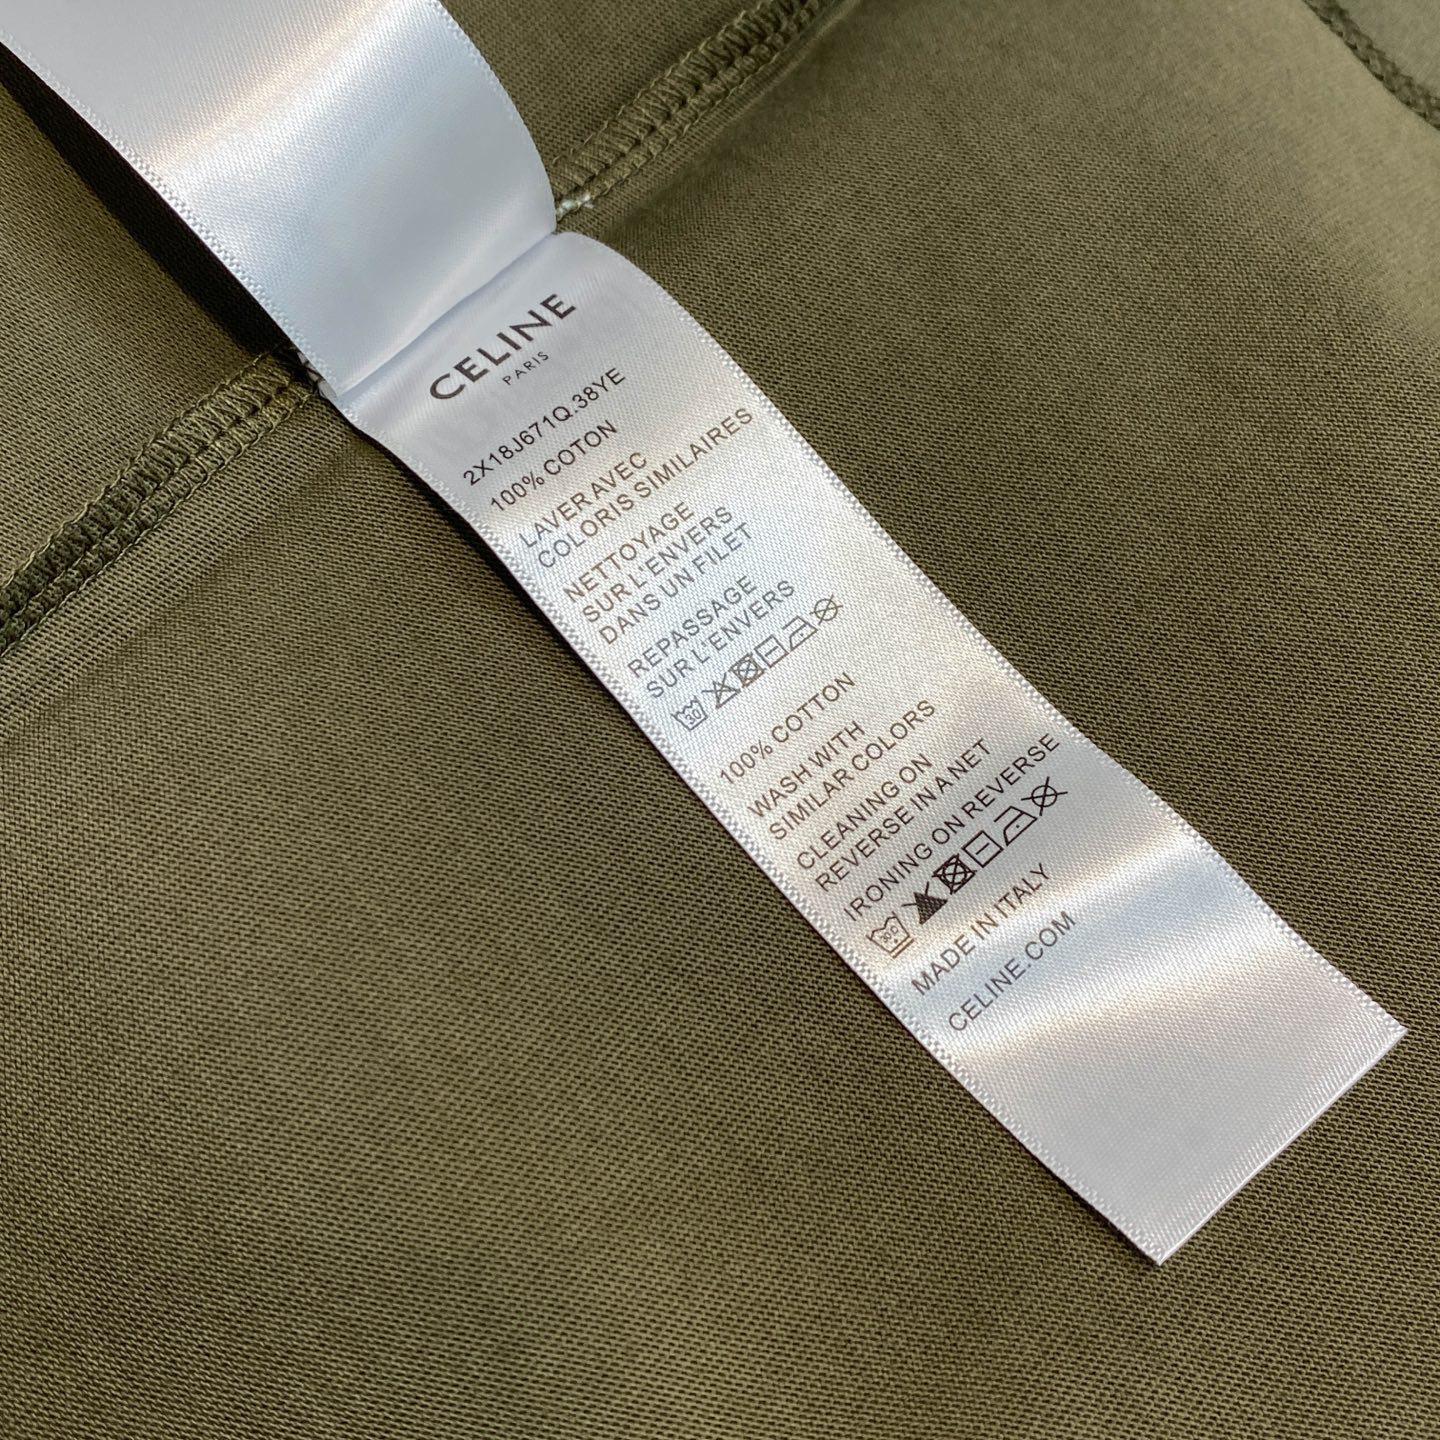 CELINE
PARIS
2X18J671Q.38YE
100% COTON
LAVER AVEC
COLORIS SIMILAIRES
NETTOYAGE
SUR L'ENVERS
DANS UN FILET
REPASSAGE
SUR L'ENVERS
30
100% COTTON
WASH WITH
SIMILAR COLORS
CLEANING ON
REVERSE IN A NET
IRONING ON REVERSE
30
MADE IN ITALY
CELINE.COM